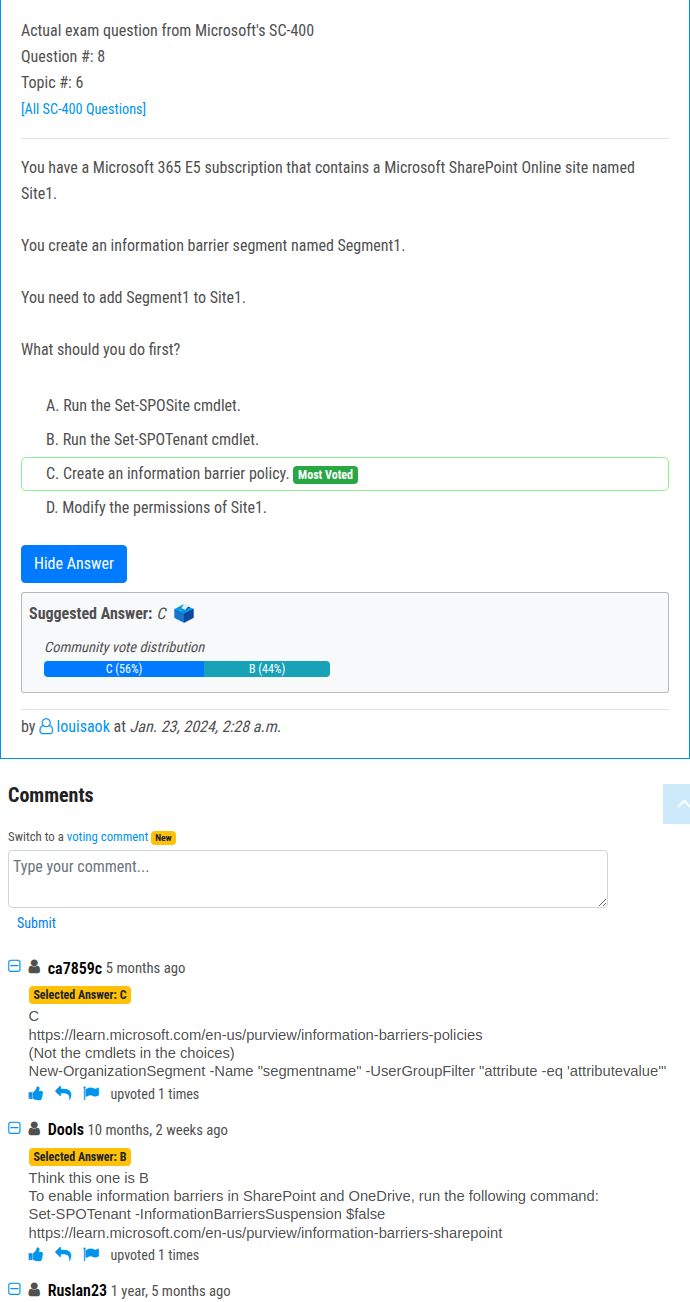 Actual exam question from Microsoft's SC-400
Question #: 8
Topic #: 6
[All SC-400 Questions]
You have a Microsoft 365 E5 subscription that contains a Microsoft SharePoint Online site named
Site1.
You create an information barrier segment named Segment1.
You need to add Segment1 to Site1.
What should you do first?
A. Run the Set-SPOSite cmdlet.
B. Run the Set-SPOTenant cmdlet.
C. Create an information barrier policy. Most Voted
D. Modify the permissions of Site1.
Hide Answer
Suggested Answer: C
Community vote distribution
C (56%) B (44%)
by louisaok at Jan. 23, 2024, 2:28 a.m.
Comments
Switch to a voting comment New
Type your comment...
Submit
ca7859c 5 months ago
Selected Answer: C
C
https://learn.microsoft.com/en-us/purview/information-barriers-policies
(Not the cmdlets in the choices)
New-OrganizationSegment -Name "segmentname" -UserGroupFilter "attribute -eq 'attributevalue'"
upvoted 1 times
Dools 10 months, 2 weeks ago
Selected Answer: B
Think this one is B
To enable information barriers in SharePoint and OneDrive, run the following command:
Set-SPOTenant -InformationBarriersSuspension $false
https://learn.microsoft.com/en-us/purview/information-barriers-sharepoint
upvoted 1 times
Ruslan23 1 year, 5 months ago